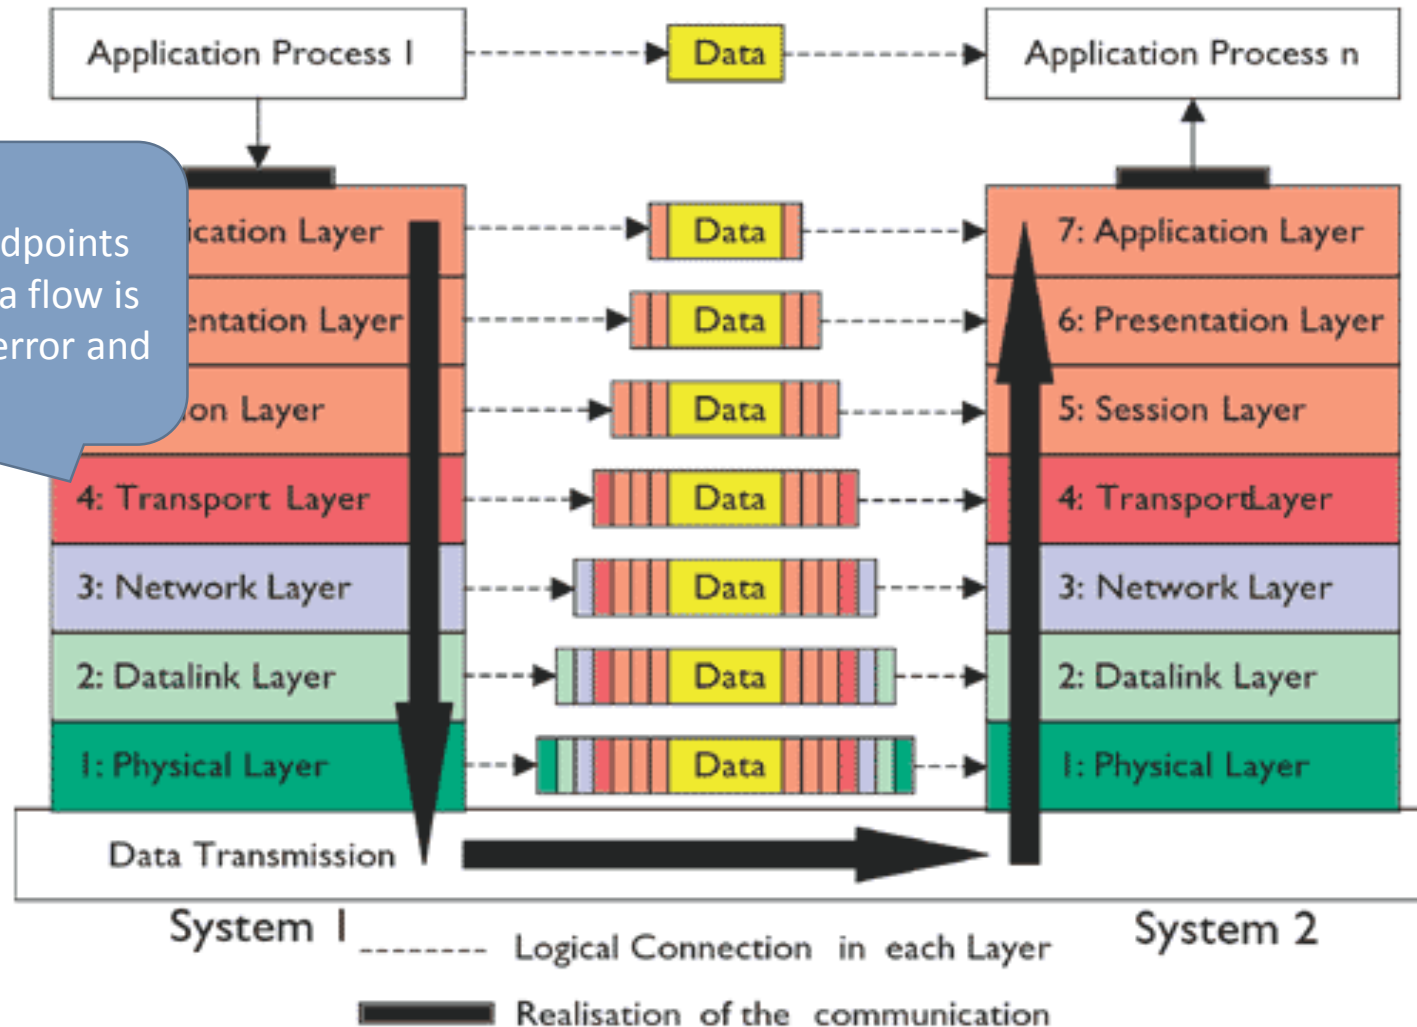 Application Process 1
Data
Application Process n
dpoints
a flow is
error and
ication Layer
Data
7: Application Layer
entation Layer
Data
6: Presentation Layer
on Layer
Data
5: Session Layer
4: Transport Layer
Data
4: Transport Layer
3: Network Layer
Data
3: Network Layer
2: Datalink Layer
Data
2: Datalink Layer
1: Physical Layer
Data
1: Physical Layer
Data Transmission
System 1
System 2
Logical Connection in each Layer
Realisation of the communication